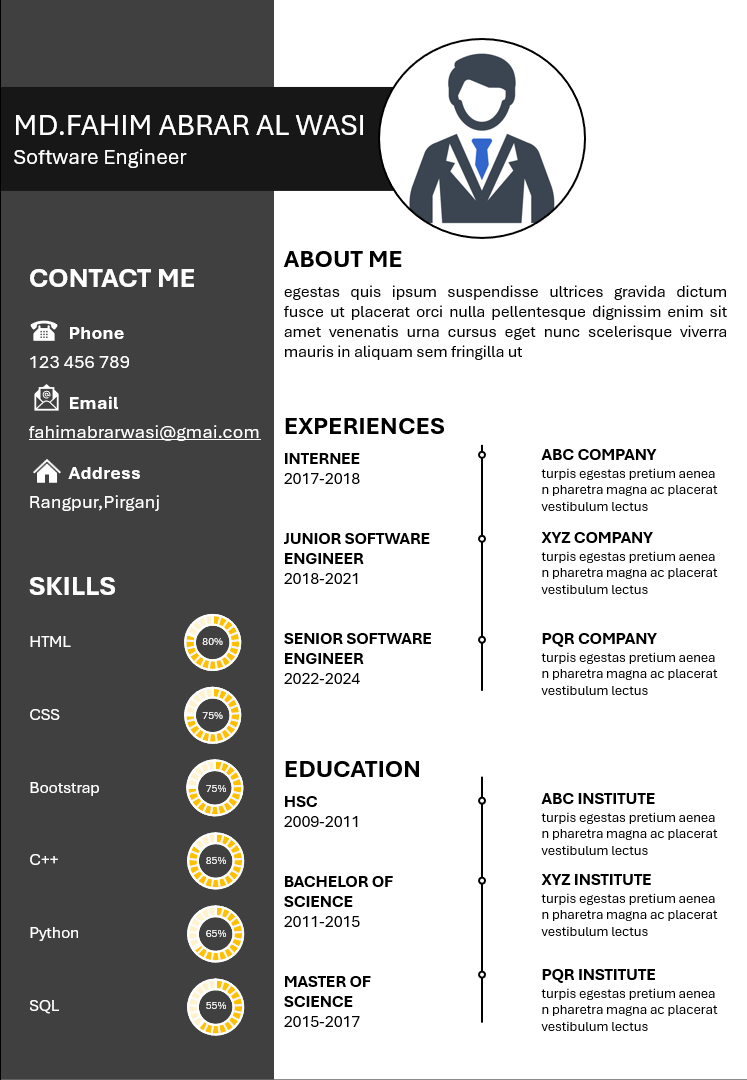 MD.FAHIM ABRAR AL WASI
Software Engineer
CONTACT ME
Phone
123 456 789
Email
fahimabrarwasi@gmai.com
Address
Rangpur,Pirganj
SKILLS
HTML
80%
CSS
75%
Bootstrap
75%
C++
85%
Python
65%
SQL
55%
ABOUT ME
egestas quis ipsum suspendisse ultrices gravida dictum
fusce ut placerat orci nulla pellentesque dignissim enim sit
amet venenatis urna cursus eget nunc scelerisque viverra
mauris in aliquam sem fringilla ut
EXPERIENCES
INTERNEE
2017-2018
ABC COMPANY
turpis egestas pretium aenea
n pharetra magna ac placerat
vestibulum lectus
JUNIOR SOFTWARE
ENGINEER
2018-2021
XYZ COMPANY
turpis egestas pretium aenea
n pharetra magna ac placerat
vestibulum lectus
SENIOR SOFTWARE
ENGINEER
2022-2024
PQR COMPANY
turpis egestas pretium aenea
n pharetra magna ac placerat
vestibulum lectus
EDUCATION
HSC
2009-2011
ABC INSTITUTE
turpis egestas pretium aenea
n pharetra magna ac placerat
vestibulum lectus
BACHELOR OF
SCIENCE
2011-2015
XYZ INSTITUTE
turpis egestas pretium aenea
n pharetra magna ac placerat
vestibulum lectus
MASTER OF
SCIENCE
2015-2017
PQR INSTITUTE
turpis egestas pretium aenea
n pharetra magna ac placerat
vestibulum lectus